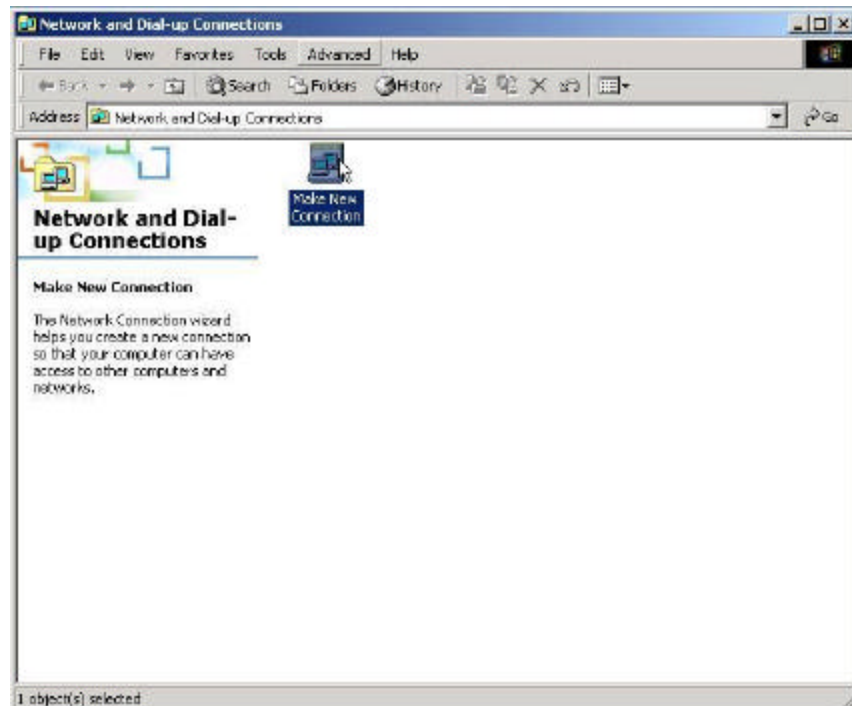 Network and Dial-up Connections
File Edit View Favorites Tools Advanced Help
Back Search Folders History
Address Network and Dial-up Connections Go
Make New
Connection
Network and Dial-
up Connections
Make New Connection
The Network Connection wizard
helps you create a new connection
so that your computer can have
access to other computers and
networks.
1 object(s) selected